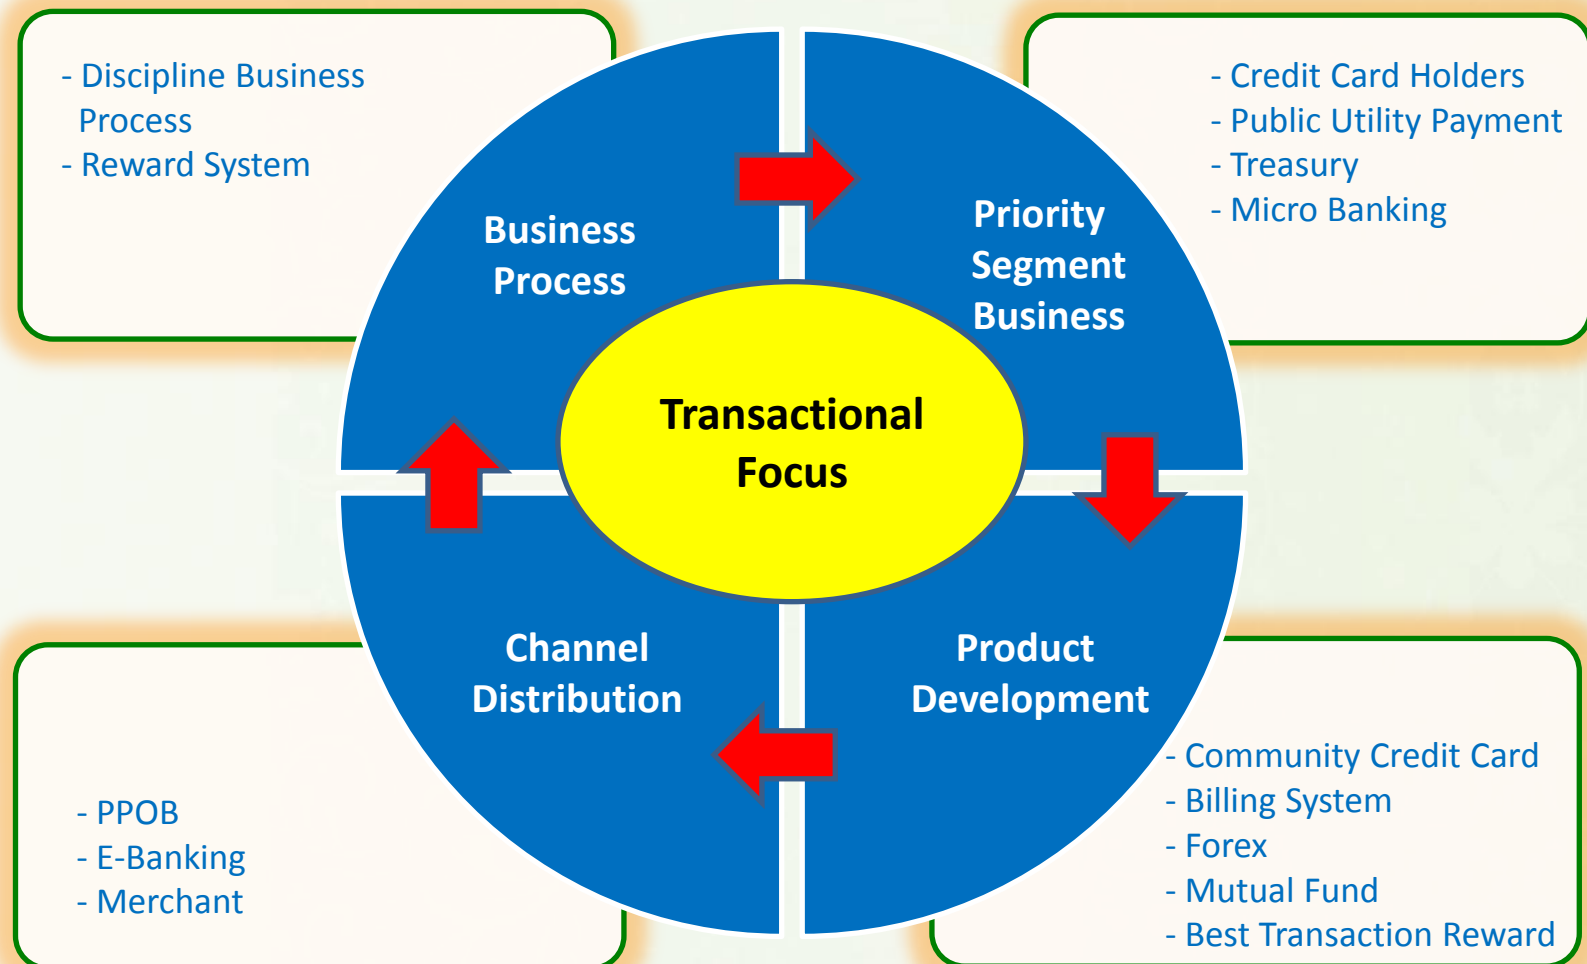 - Discipline Business
Process
- Reward System
- Credit Card Holders
- Public Utility Payment
- Treasury
- Micro Banking
Business
Process
Priority
Segment
Business
Transactional
Focus
Channel
Distribution
Product
Development
- PPOB
- E-Banking
- Merchant
- Community Credit Card
- Billing System
- Forex
- Mutual Fund
- Best Transaction Reward